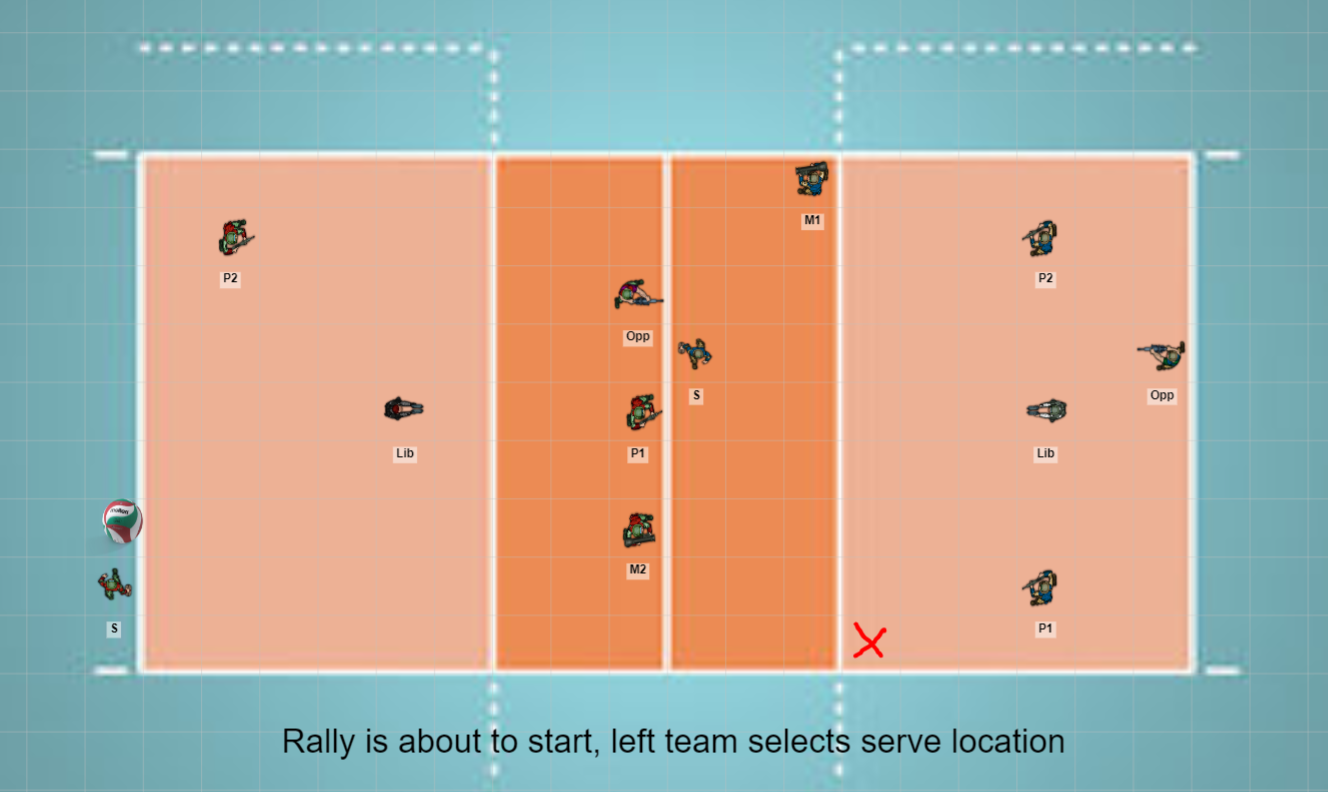 M1
P2
P2
Opp
S
Opp
Lib
P1
Lib
molten
M2
S
P1
Rally is about to start, left team selects serve location